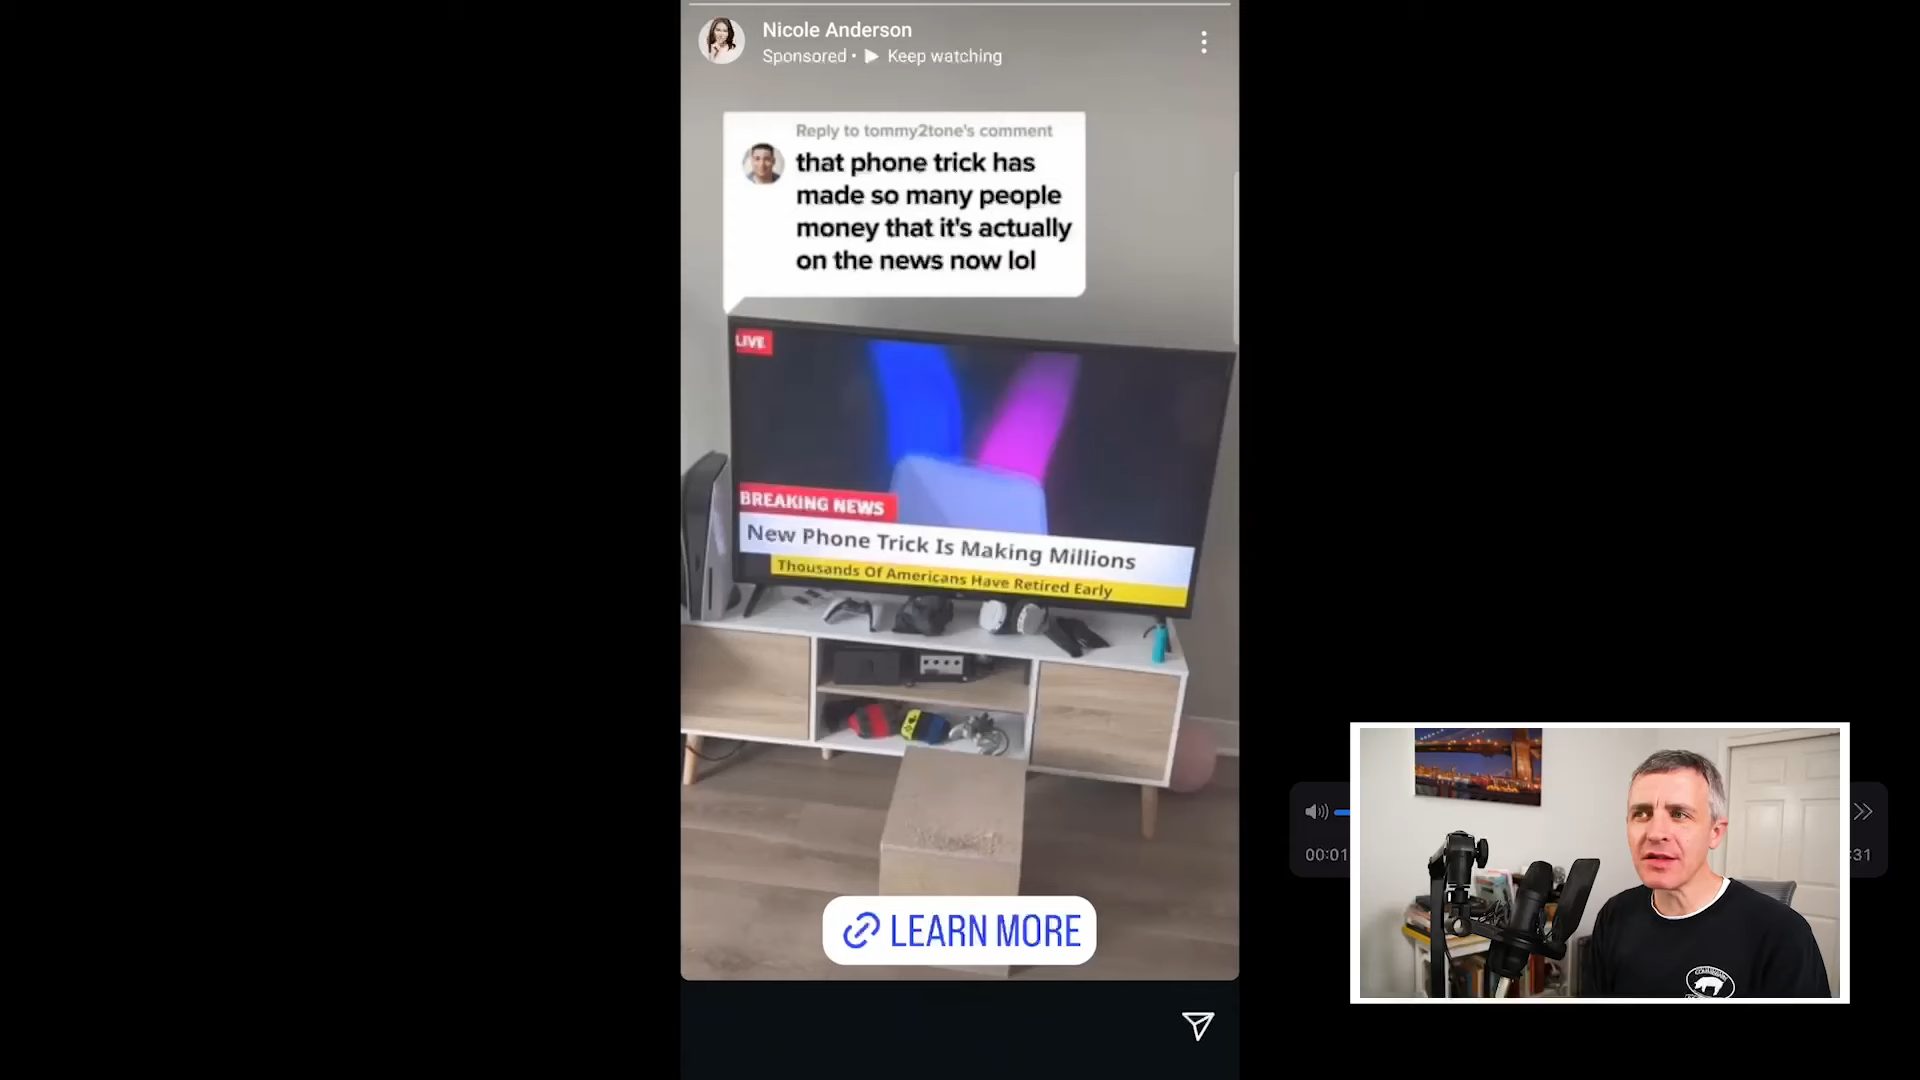 Nicole Anderson
Sponsored • Keep watching
Reply to tommy2tone's comment
that phone trick has
made so many people
money that it's actually
on the news now lol
LIVE
BREAKING NEWS
New Phone Trick Is Making Millions
Thousands Of Americans Have Retired Early
LEARN MORE
00:01
31